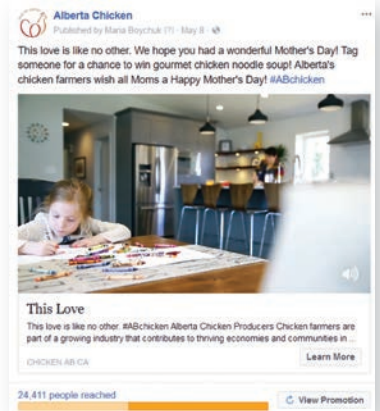 Alberta Chicken
Published by Maria Boychuk (?) · May 8 ·
This love is like no other. We hope you had a wonderful Mother's Day! Tag
someone for a chance to win gourmet chicken noodle soup! Alberta's
chicken farmers wish all Moms a Happy Mother's Day! #ABchicken
This Love
This love is like no other. #ABchicken Alberta Chicken Producers Chicken farmers are
part of a growing industry that contributes to thriving economies and communities in ...
CHICKEN.AB.CA
Learn More
24,411 people reached
View Promotion